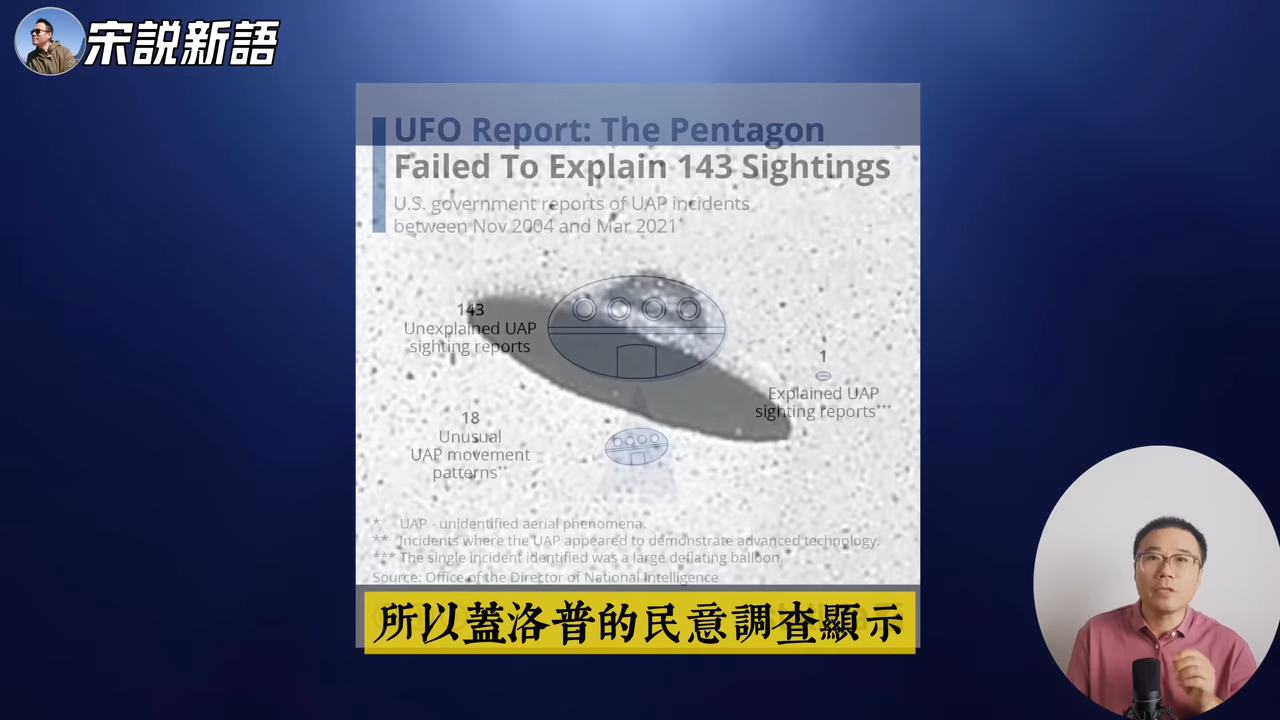 宋説新語
UFO Report: The Pentagon
Failed To Explain 143 Sightings
U.S. government reports of UAP incidents
between Nov 2004 and Mar 2021*
143
Unexplained UAP
sighting reports
1
Explained UAP
sighting reports***
18
Unusual
UAP movement
patterns**
* UAP - unidentified aerial phenomena.
** Incidents where the UAP appeared to demonstrate advanced technology.
*** The single incident identified was a large deflating balloon.
Source: Office of the Director of National Intelligence
所以蓋洛普的民意調查顯示